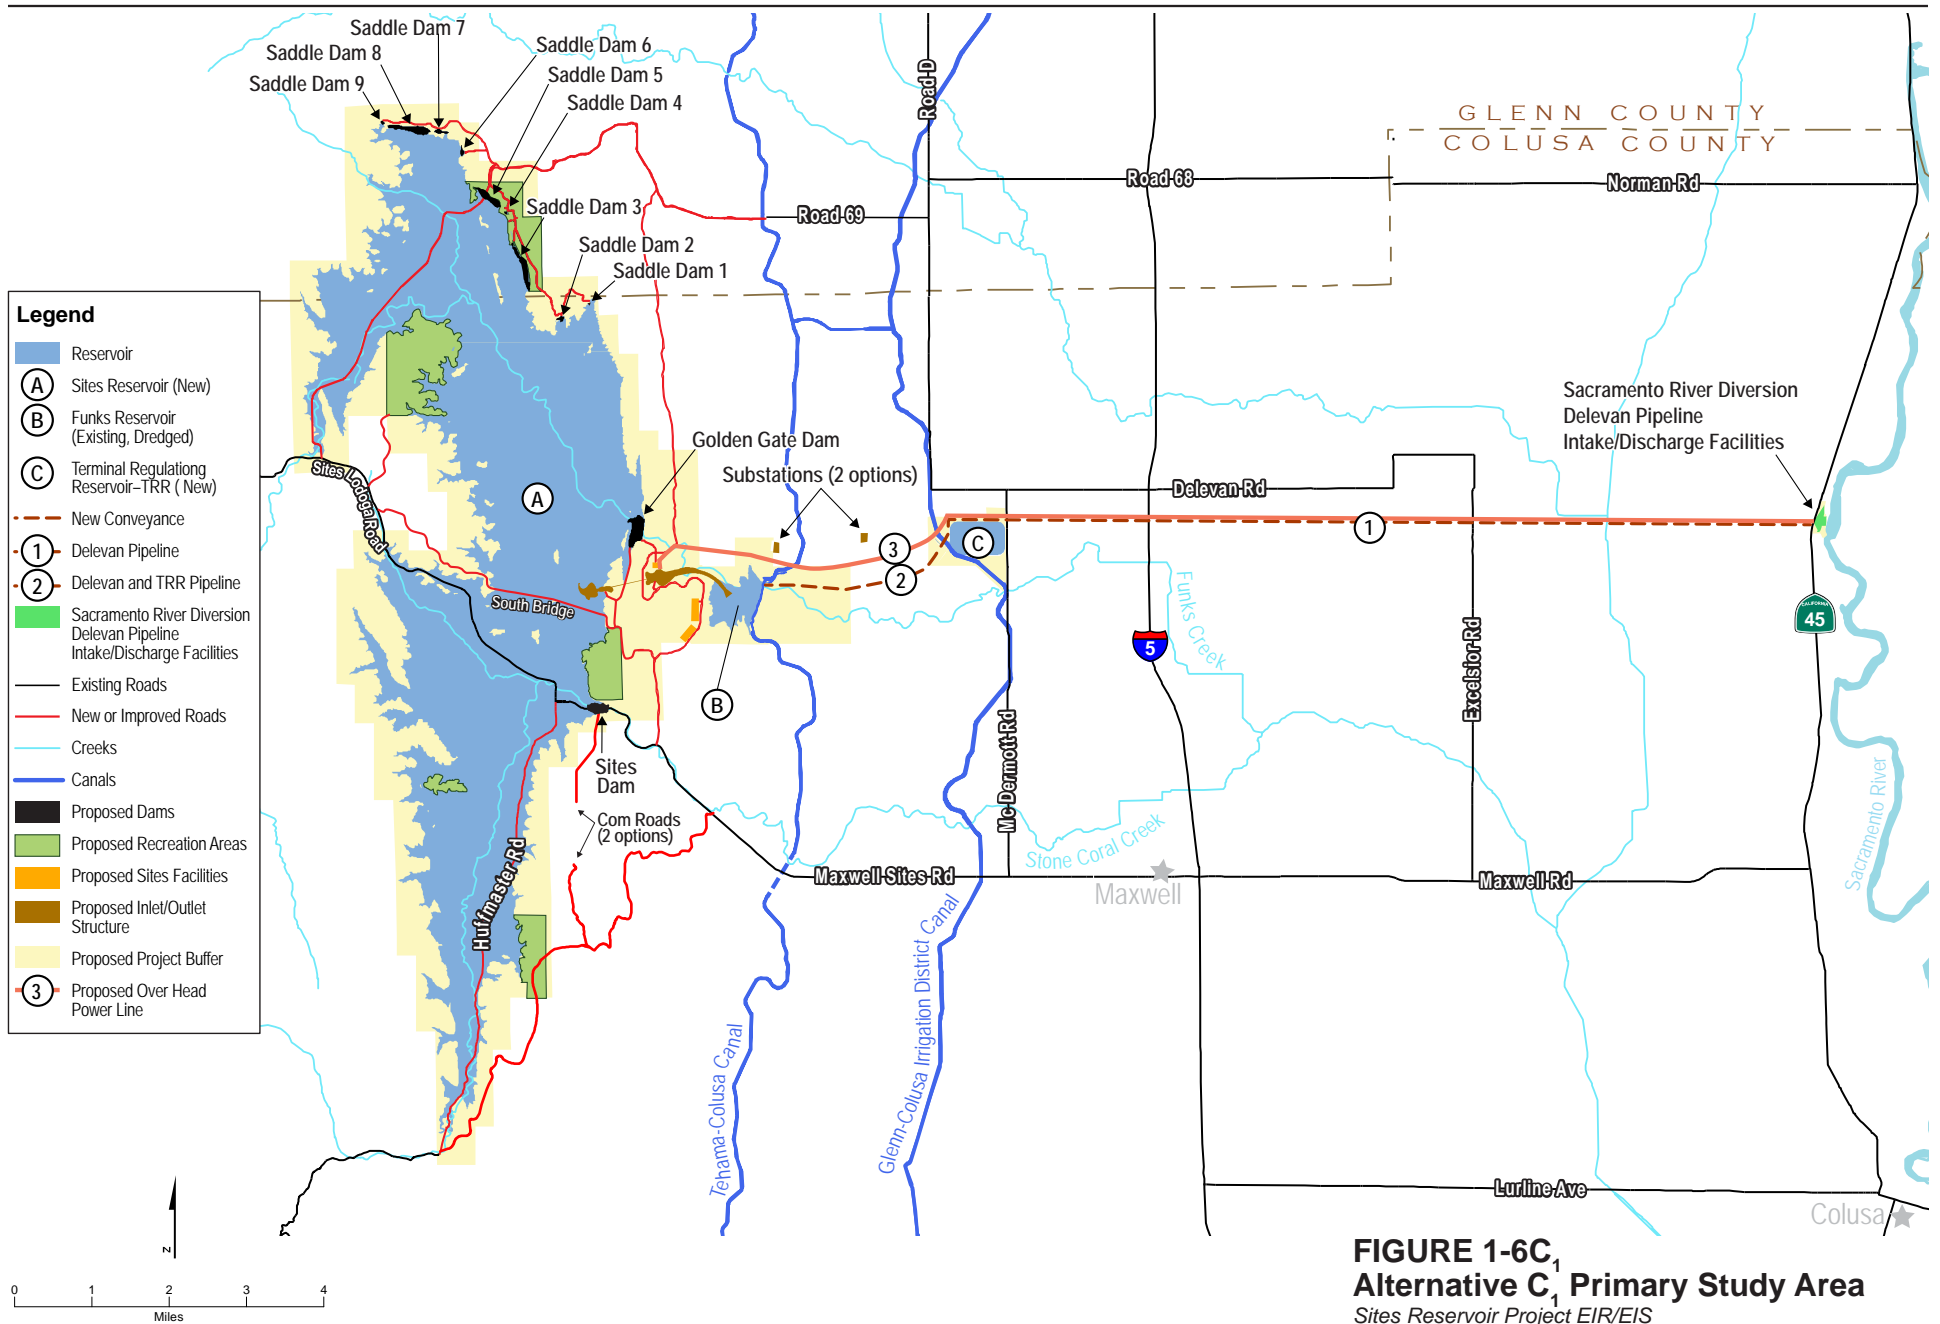 Saddle Dam 7
Saddle Dam 8
Saddle Dam 9
Saddle Dam 6
Saddle Dam 5
Saddle Dam 4
Saddle Dam 3
Saddle Dam 2
Saddle Dam 1
Road D
GLENN COUNTY
COLUSA COUNTY
Road 68
Norman Rd
Road 69
Legend
Reservoir
A Sites Reservoir (New)
B Funks Reservoir
(Existing, Dredged)
C Terminal Regulationg
Reservoir–TRR ( New)
New Conveyance
1 Delevan Pipeline
2 Delevan and TRR Pipeline
Sacramento River Diversion
Delevan Pipeline
Intake/Discharge Facilities
Existing Roads
New or Improved Roads
Creeks
Canals
Proposed Dams
Proposed Recreation Areas
Proposed Sites Facilities
Proposed Inlet/Outlet
Structure
Proposed Project Buffer
3 Proposed Over Head
Power Line
Sacramento River Diversion
Delevan Pipeline
Intake/Discharge Facilities
Golden Gate Dam
Substations (2 options)
Sites Lodoga Road
Delevan Rd
A
1
3
C
2
South Bridge
Funks Creek
CALIFORNIA
45
5
B
Excelsior Rd
Mc Dermott Rd
Sites
Dam
Com Roads
(2 options)
Stone Coral Creek
Sacramento River
Huffmaster Rd
Maxwell Sites Rd
Maxwell
Maxwell Rd
Glenn-Colusa Irrigation District Canal
Tehama-Colusa Canal
Lurline Ave
Colusa
Z
0 1 2 3 4
Miles
FIGURE 1-6C1
Alternative C1 Primary Study Area
Sites Reservoir Project EIR/EIS